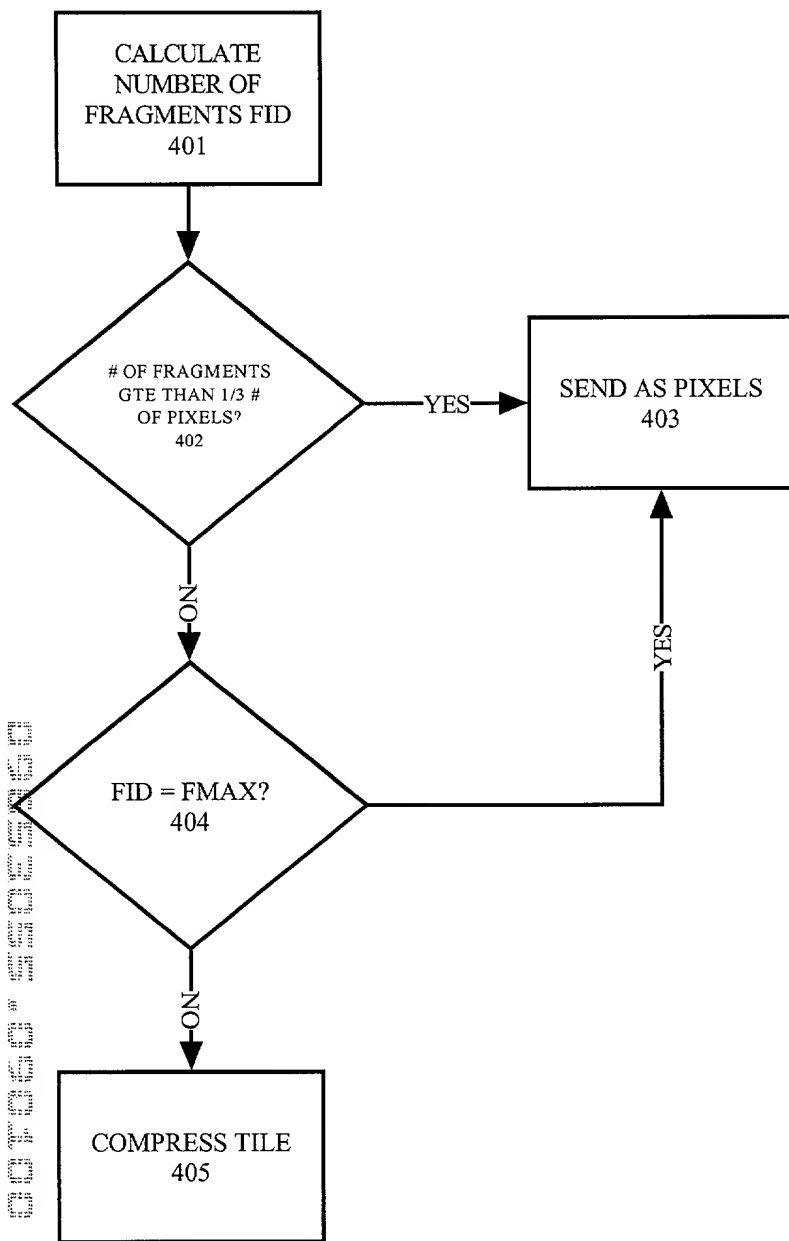 CALCULATE
NUMBER OF
FRAGMENTS FID
401
# OF FRAGMENTS
GTE THAN 1/3 #
OF PIXELS?
402
YES
SEND AS PIXELS
403
NO
FID = FMAX?
404
YES
NO
COMPRESS TILE
405